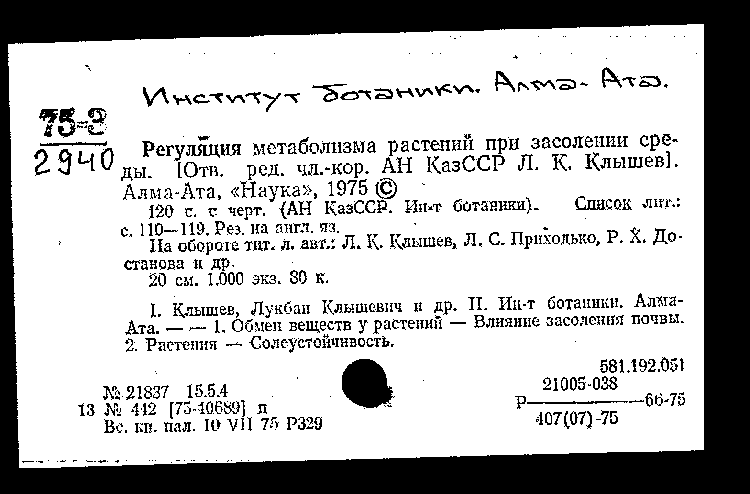 Институт ботаники. Алма-Ата.
75-3
2940
Регуляция метаболизма растений при засолении сре-
ды. [Отв. ред. чл.-кор. АН КазССР Л. К. Клышев].
Алма-Ата, «Наука», 1975 ©
120 с. с черт. (АН КазССР. Ин-т ботаники). Список лит.:
с. 110—119. Рез. на англ. яз.
На обороте тит. л. авт.: Л. К. Клышев, Л. С. Приходько, Р. Х. До-
станова и др.
20 см. 1.000 экз. 80 к.
1. Клышев, Лукбан Клышевич и др. II. Ин-т ботаники. Алма-
Ата. — — 1. Обмен веществ у растений — Влияние засоления почвы.
2. Растения — Солеустойчивость.
581.192.051
№ 21837 15.5.4
13 № 442 [75-40689] п
Вс. кн. пал. 10 VII 75 Р329
21005-038
Р———66-75
407(07)-75